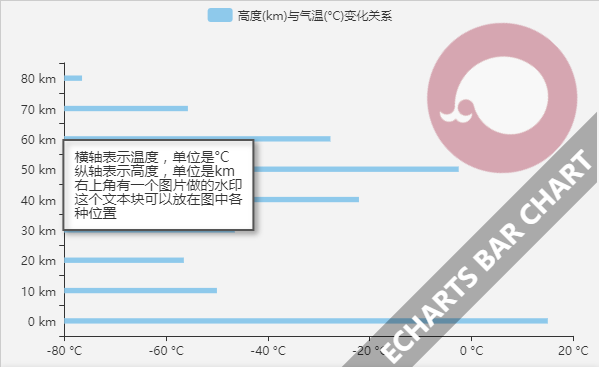 高度(km)与气温(°C)变化关系
80 km
70 km
60 km
横轴表示温度，单位是°C
纵轴表示高度，单位是km
右上角有一个图片做的水印
这个文本块可以放在图中各
种位置
50 km
40 km
30 km
20 km
10 km
0 km
-80 °C -60 °C -40 °C -20 °C 0 °C 20 °C
ECHARTS BAR CHART